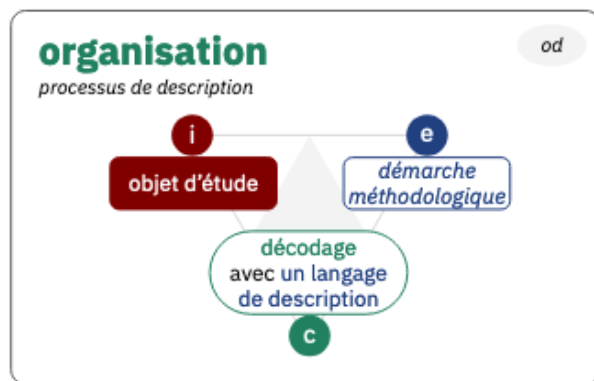 organisation
od
processus de description
i
e
objet d'étude
démarche
méthodologique
décodage
avec un langage
de description
c